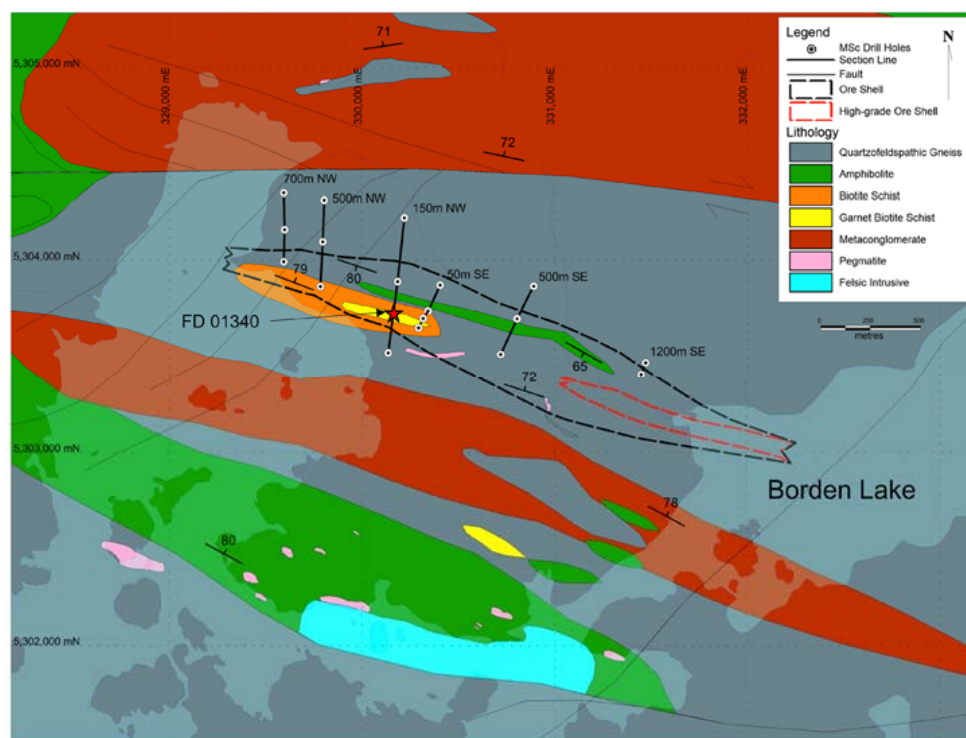 Legend
MSc Drill Holes
Section Line
Fault
Ore Shell
High-grade Ore Shell
Lithology
Quartzofeldspathic Gneiss
Amphibolite
Biotite Schist
Garnet Biotite Schist
Metaconglomerate
Pegmatite
Felsic Intrusive
N
0 250 500
metres
329,000 mE
330,000 mE
331,000 mE
332,000 mE
5,305,000 mN
5,304,000 mN
5,303,000 mN
5,302,000 mN
71
72
700m NW
500m NW
150m NW
50m SE
500m SE
1200m SE
79
80
65
72
78
80
FD 01340
Borden Lake